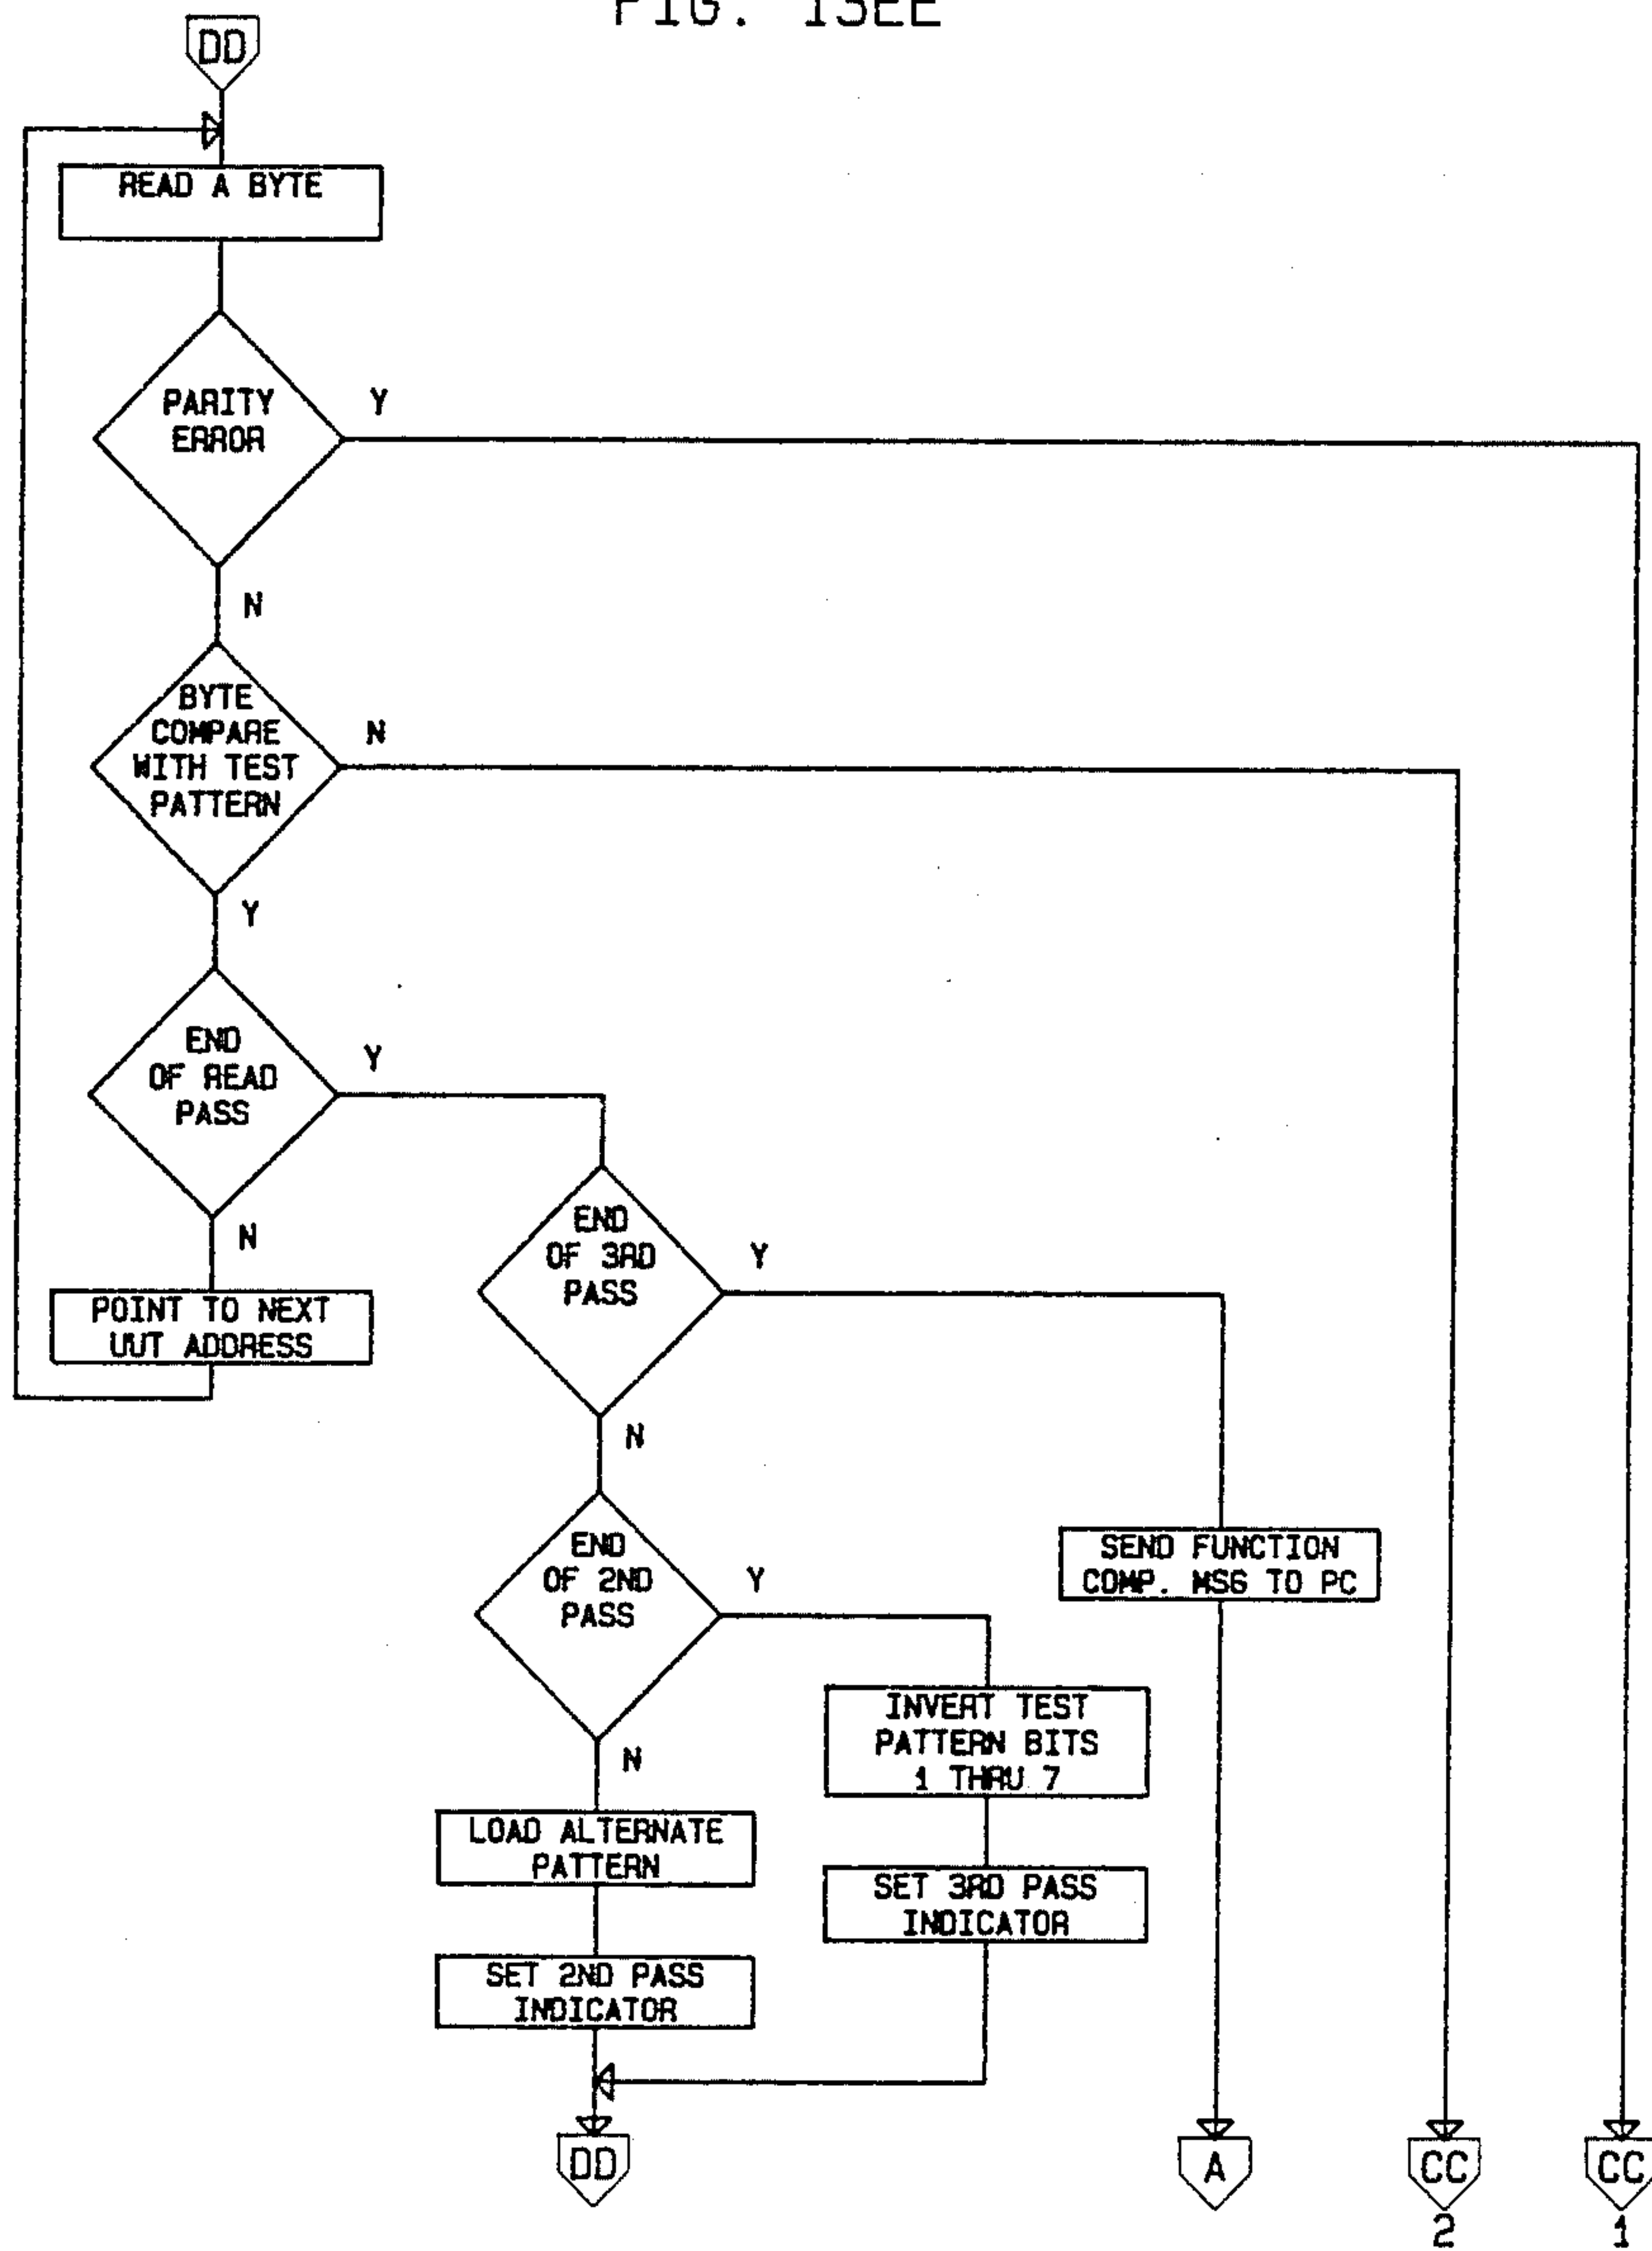 FIG. 13EE
DD
READ A BYTE
PARITY
ERROR
Y
N
BYTE
COMPARE
WITH TEST
PATTERN
N
Y
END
OF READ
PASS
Y
N
POINT TO NEXT
UUT ADDRESS
END
OF 3RD
PASS
Y
N
END
OF 2ND
PASS
Y
N
SEND FUNCTION
COMP. MSG TO PC
INVERT TEST
PATTERN BITS
1 THRU 7
LOAD ALTERNATE
PATTERN
SET 3RD PASS
INDICATOR
SET 2ND PASS
INDICATOR
DD
A
CC
2
CC
1